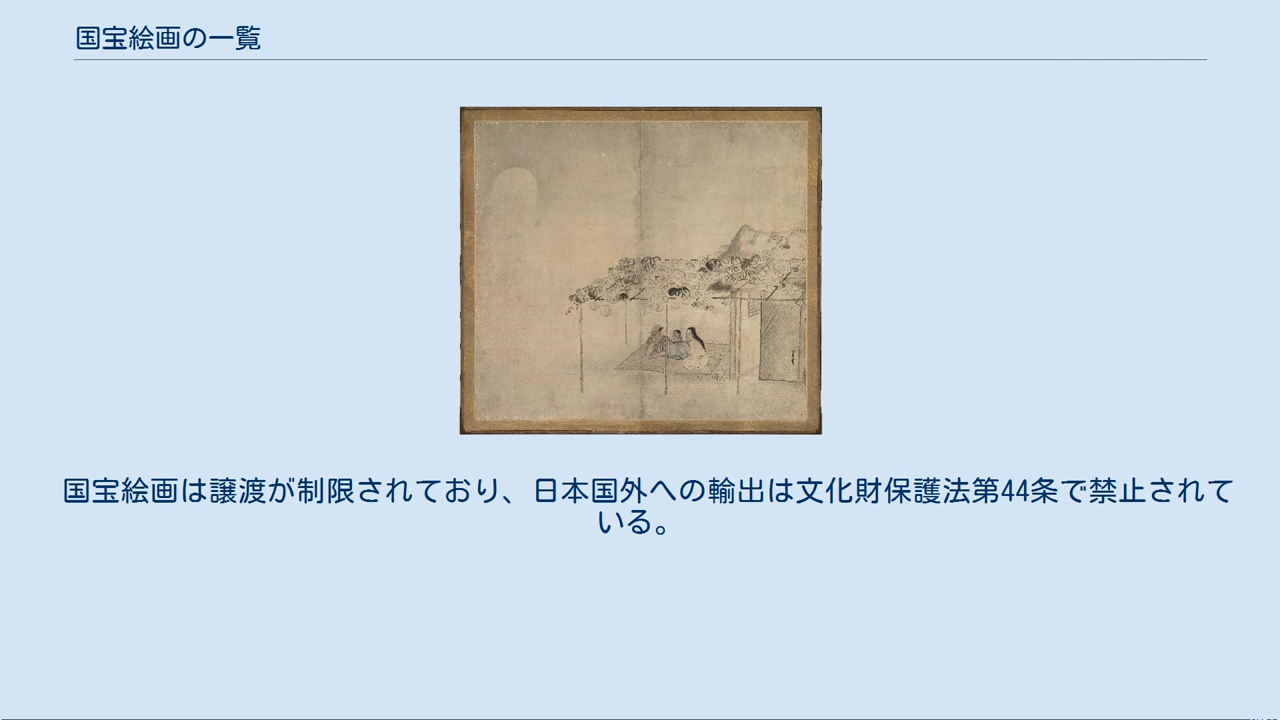 国宝絵画の一覧
国宝絵画は譲渡が制限されており、日本国外への輸出は文化財保護法第44条で禁止されて
いる。